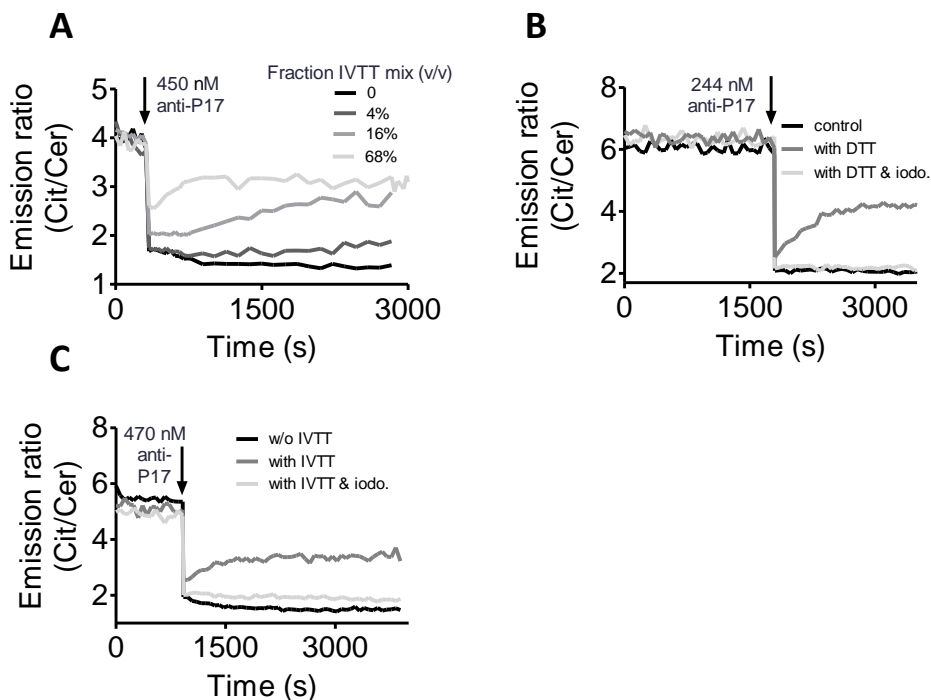 A
450 nM
anti-P17
Fraction IVTT mix (v/v)
0
4%
16%
68%
5
4
3
2
1
0
1500
3000
Emission ratio
(Cit/Cer)
Time (s)
B
244 nM
anti-P17
control
with DTT
with DTT & iodo.
8
6
4
2
0
1500
3000
Emission ratio
(Cit/Cer)
Time (s)
C
470 nM
anti-
P17
w/o IVTT
with IVTT
with IVTT & iodo.
8
6
4
2
0
1500
3000
Emission ratio
(Cit/Cer)
Time (s)